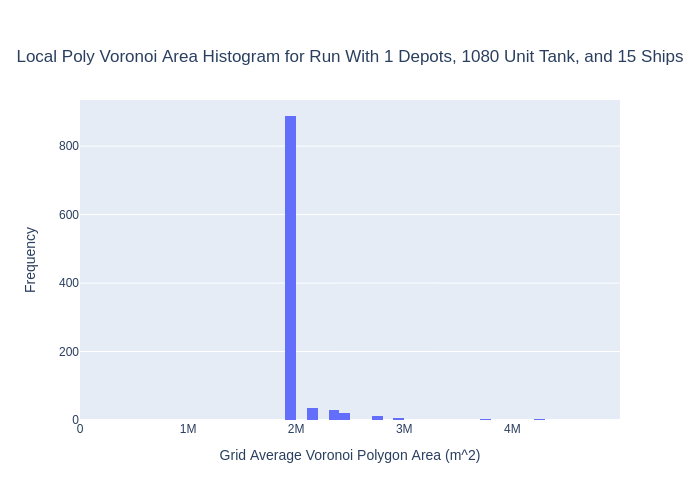 Local Poly Voronoi Area Histogram for Run With 1 Depots, 1080 Unit Tank, and 15 Ships
800
600
400
200
0
0 1M 2M 3M 4M
Frequency
Grid Average Voronoi Polygon Area (m^2)